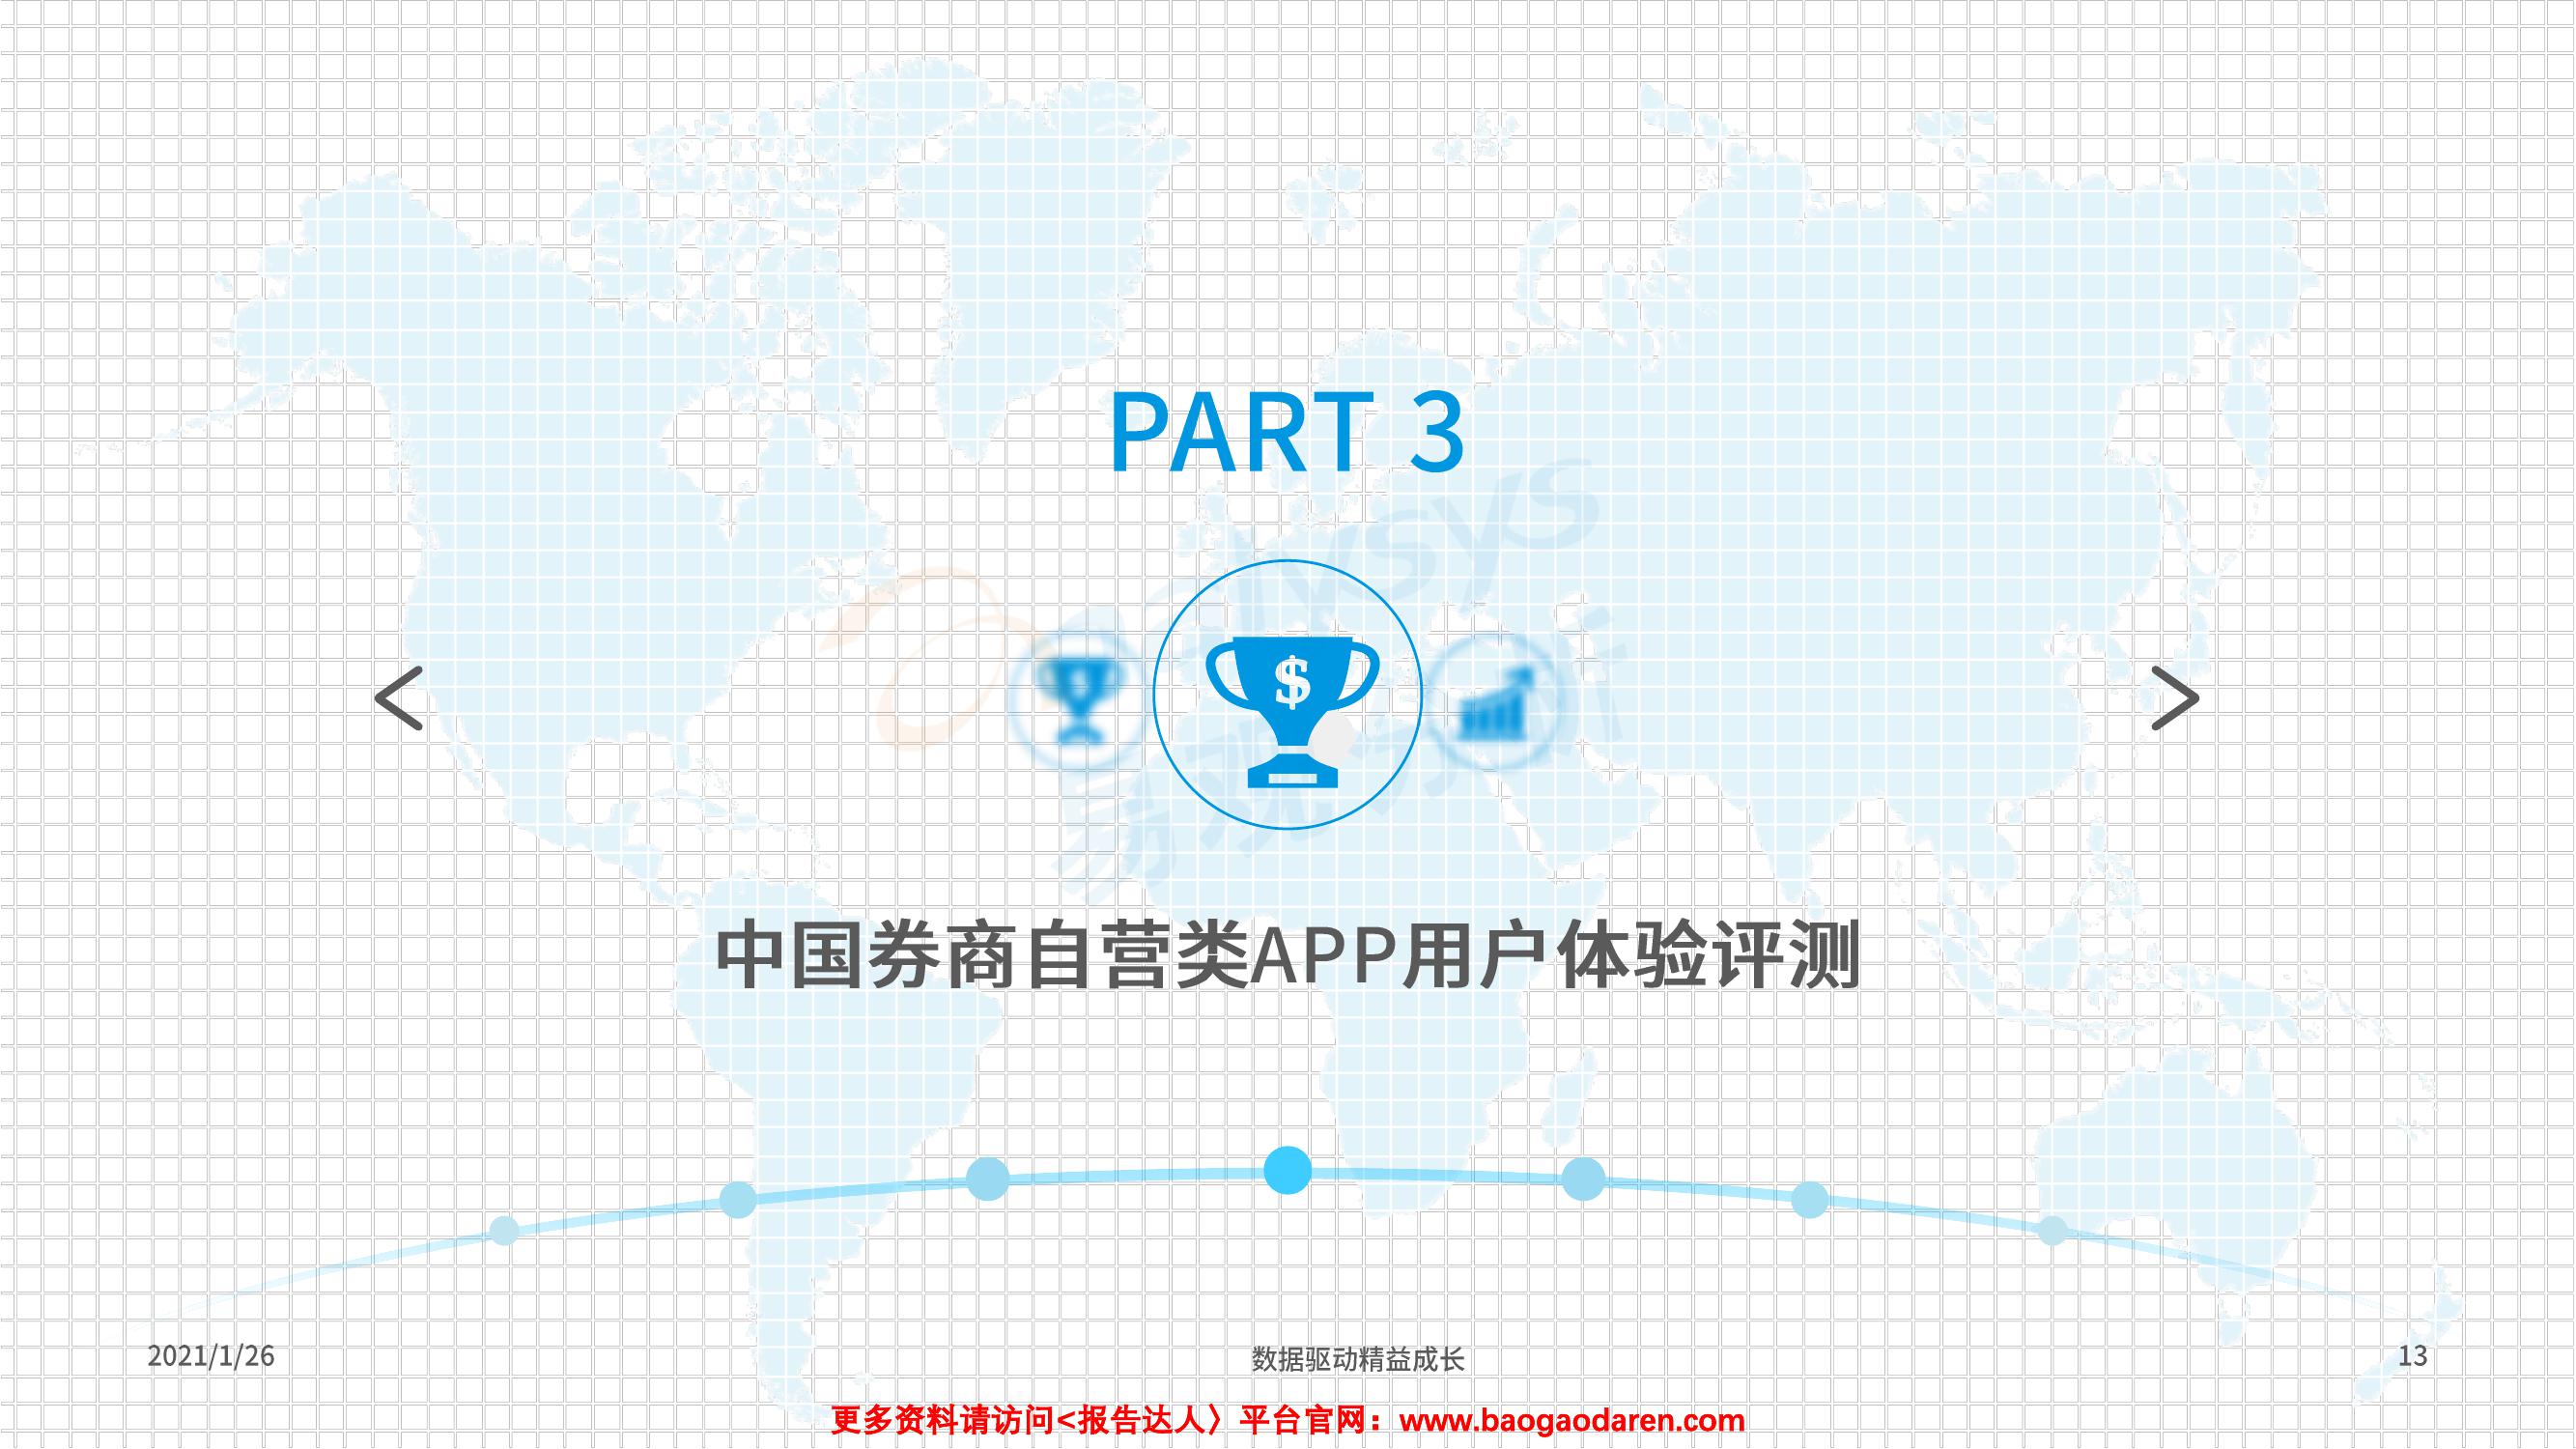 PART 3
$
中国券商自营类APP用户体验评测
2021/1/26
数据驱动精益成长
13
更多资料请访问<报告达人〉平台官网：www.baogaodaren.com